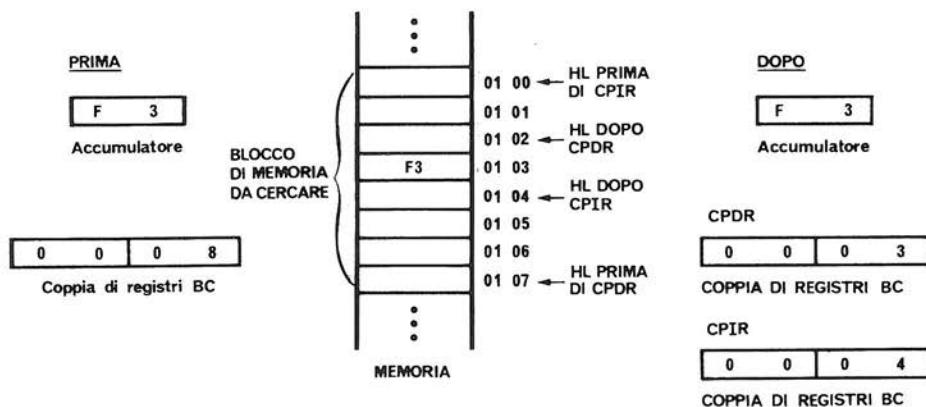 PRIMA
F 3
Accumulatore
0 0 0 8
Coppia di registri BC
BLOCCO
DI MEMORIA
DA CERCARE
F3
MEMORIA
01 00
01 01
01 02
01 03
01 04
01 05
01 06
01 07
HL PRIMA
DI CPIR
HL DOPO
CPDR
HL DOPO
CPIR
HL PRIMA
DI CPDR
DOPO
F 3
Accumulatore
CPDR
0 0 0 3
COPPIA DI REGISTRI BC
CPIR
0 0 0 4
COPPIA DI REGISTRI BC